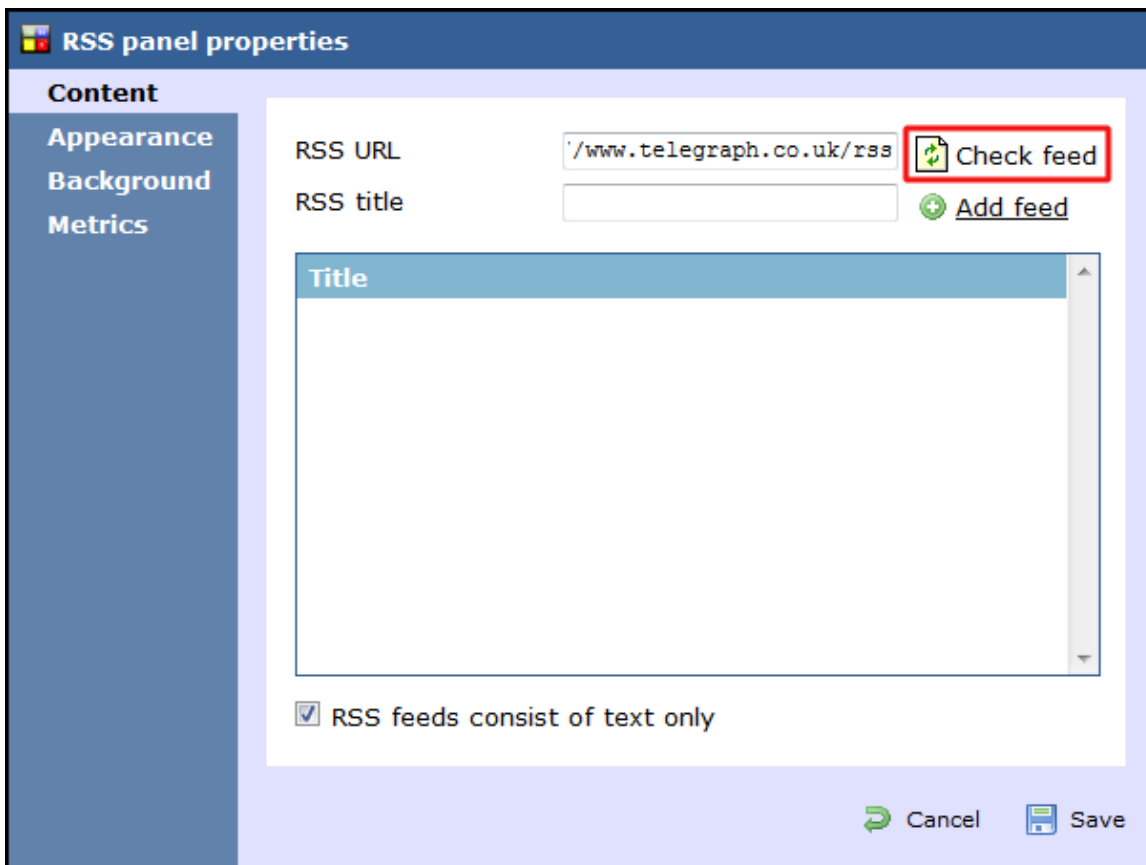 RSS panel properties
Content
Appearance
Background
Metrics
RSS URL '/www.telegraph.co.uk/rss Check feed
RSS title Add feed
Title
RSS feeds consist of text only
Cancel Save